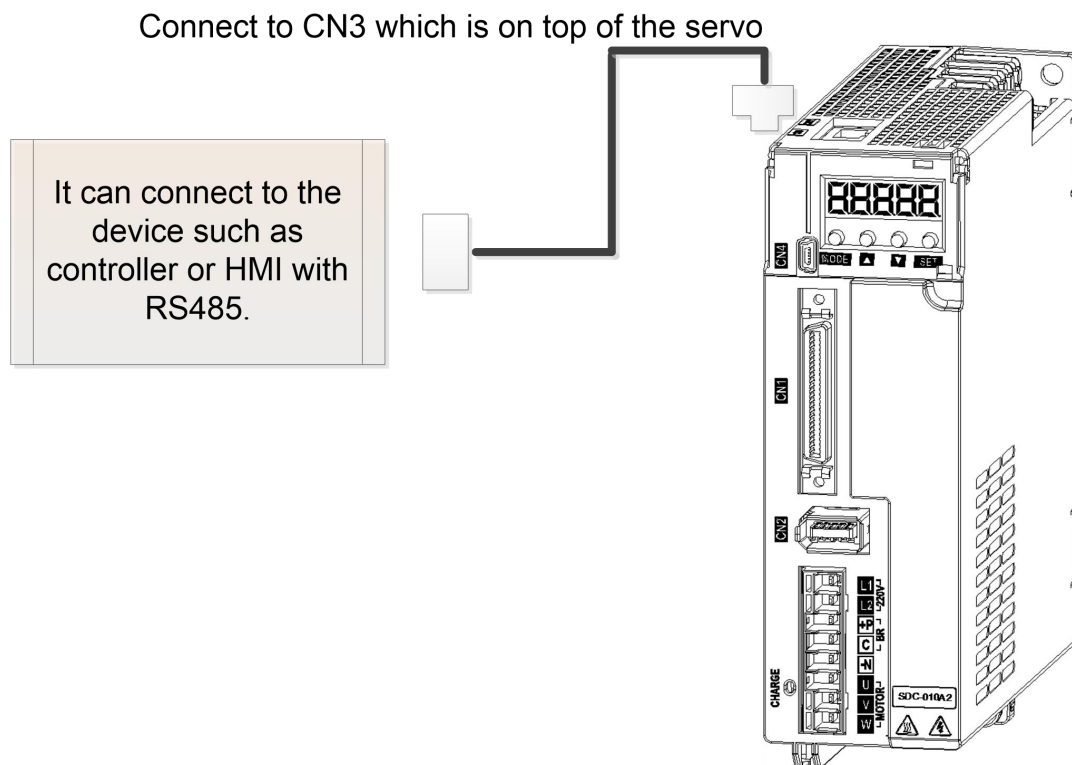 Connect to CN3 which is on top of the servo
It can connect to the
device such as
controller or HMI with
RS485.
88888
MODE
SET
CN4
CN1
CN2
L1
L2
220V
+P
C
BR
-N
U
V
W
MOTOR
CHARGE
SDC-010A2